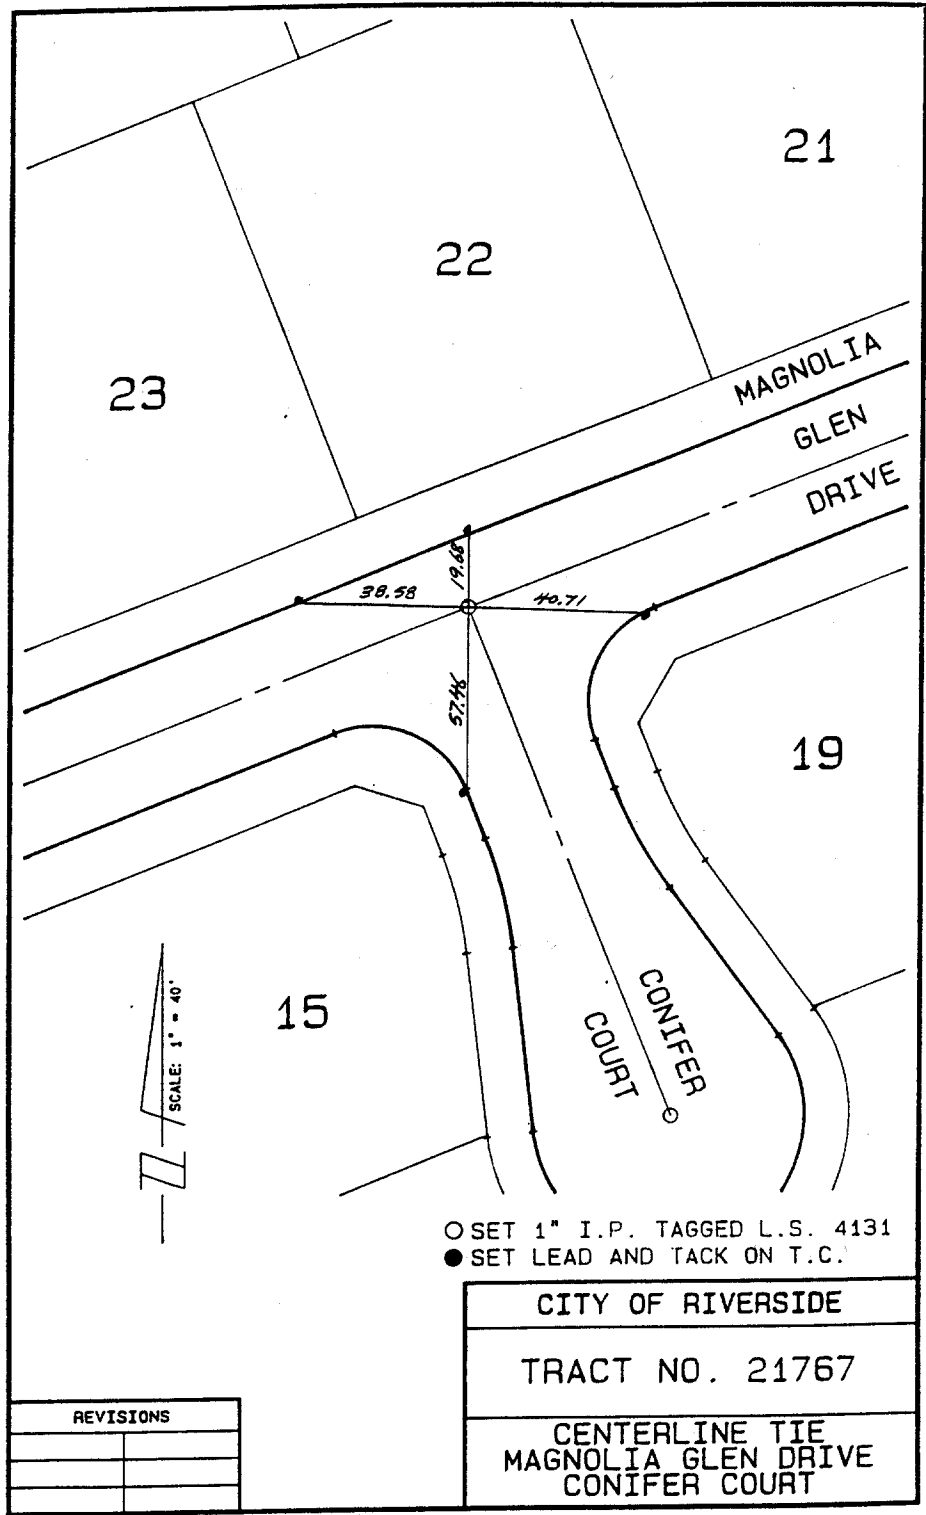 21
22
23
MAGNOLIA
GLEN
DRIVE
19.68
38.58
40.71
19
15
SCALE: 1" = 40'
CONIFER
COURT
○ SET 1" I.P. TAGGED L.S. 4131
● SET LEAD AND TACK ON T.C.
CITY OF RIVERSIDE
TRACT NO. 21767
CENTERLINE TIE
MAGNOLIA GLEN DRIVE
CONIFER COURT
REVISIONS